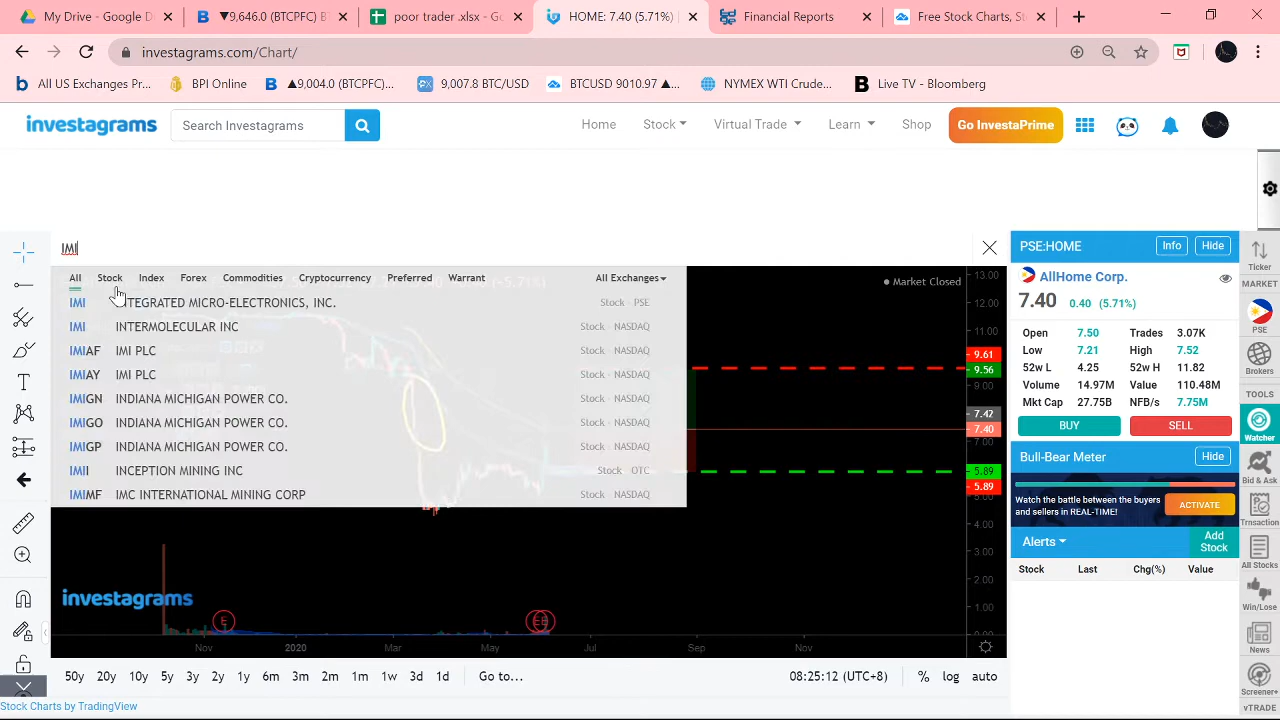 My Drive - Google Drive
▼9,646.0 (BTCPFC) B
poor trader.xlsx - Go
HOME: 7.40 (5.71%)
Financial Reports
Free Stock Charts, St
investagrams.com/Chart/
All US Exchanges Pr...
BPI Online
▲9,004.0 (BTCPFC)...
9,007.8 BTC/USD
BTCUSD 9010.97 ▲...
NYMEX WTI Crude...
Live TV - Bloomberg
investagrams
Search Investagrams
Home
Stock
Virtual Trade
Learn
Shop
Go InvestaPrime
IMI
All Stock Index Forex Commodities Cryptocurrency Preferred Warrant All Exchanges
IMI INTEGRATED MICRO-ELECTRONICS, INC. Stock · PSE
IMI INTERMOLECULAR INC Stock · NASDAQ
IMIAF IMI PLC Stock · NASDAQ
IMIAY IMI PLC Stock · NASDAQ
IMIGN INDIANA MICHIGAN POWER CO. Stock · NASDAQ
IMIGO INDIANA MICHIGAN POWER CO. Stock · NASDAQ
IMIGP INDIANA MICHIGAN POWER CO. Stock · NASDAQ
IMII INCEPTION MINING INC Stock · OTC
IMIMF IMC INTERNATIONAL MINING CORP Stock · NASDAQ
Market Closed
13.00
12.00
11.00
9.61
9.56
9.00
7.42
7.40
7.00
5.89
5.89
5.00
4.00
3.00
2.00
1.00
0.00
investagrams
E
E E
Nov 2020 Mar May Jul Sep Nov
50y 20y 10y 5y 3y 2y 1y 6m 3m 2m 1m 1w 3d 1d Go to...
08:25:12 (UTC+8) % log auto
Stock Charts by TradingView
PSE:HOME Info Hide
AllHome Corp.
7.40 0.40 (5.71%)
Open 7.50 Trades 3.07K
Low 7.21 High 7.52
52w L 4.25 52w H 11.82
Volume 14.97M Value 110.48M
Mkt Cap 27.75B NFB/s 7.75M
BUY SELL
Bull-Bear Meter Hide
Watch the battle between the buyers
and sellers in REAL-TIME!
ACTIVATE
Alerts
Add
Stock
Stock Last Chg(%) Value
Ticker
MARKET
PSE
Brokers
TOOLS
Watcher
Bid & Ask
Trnsaction
All Stocks
Win/Lose
News
Screener+
vTRADE